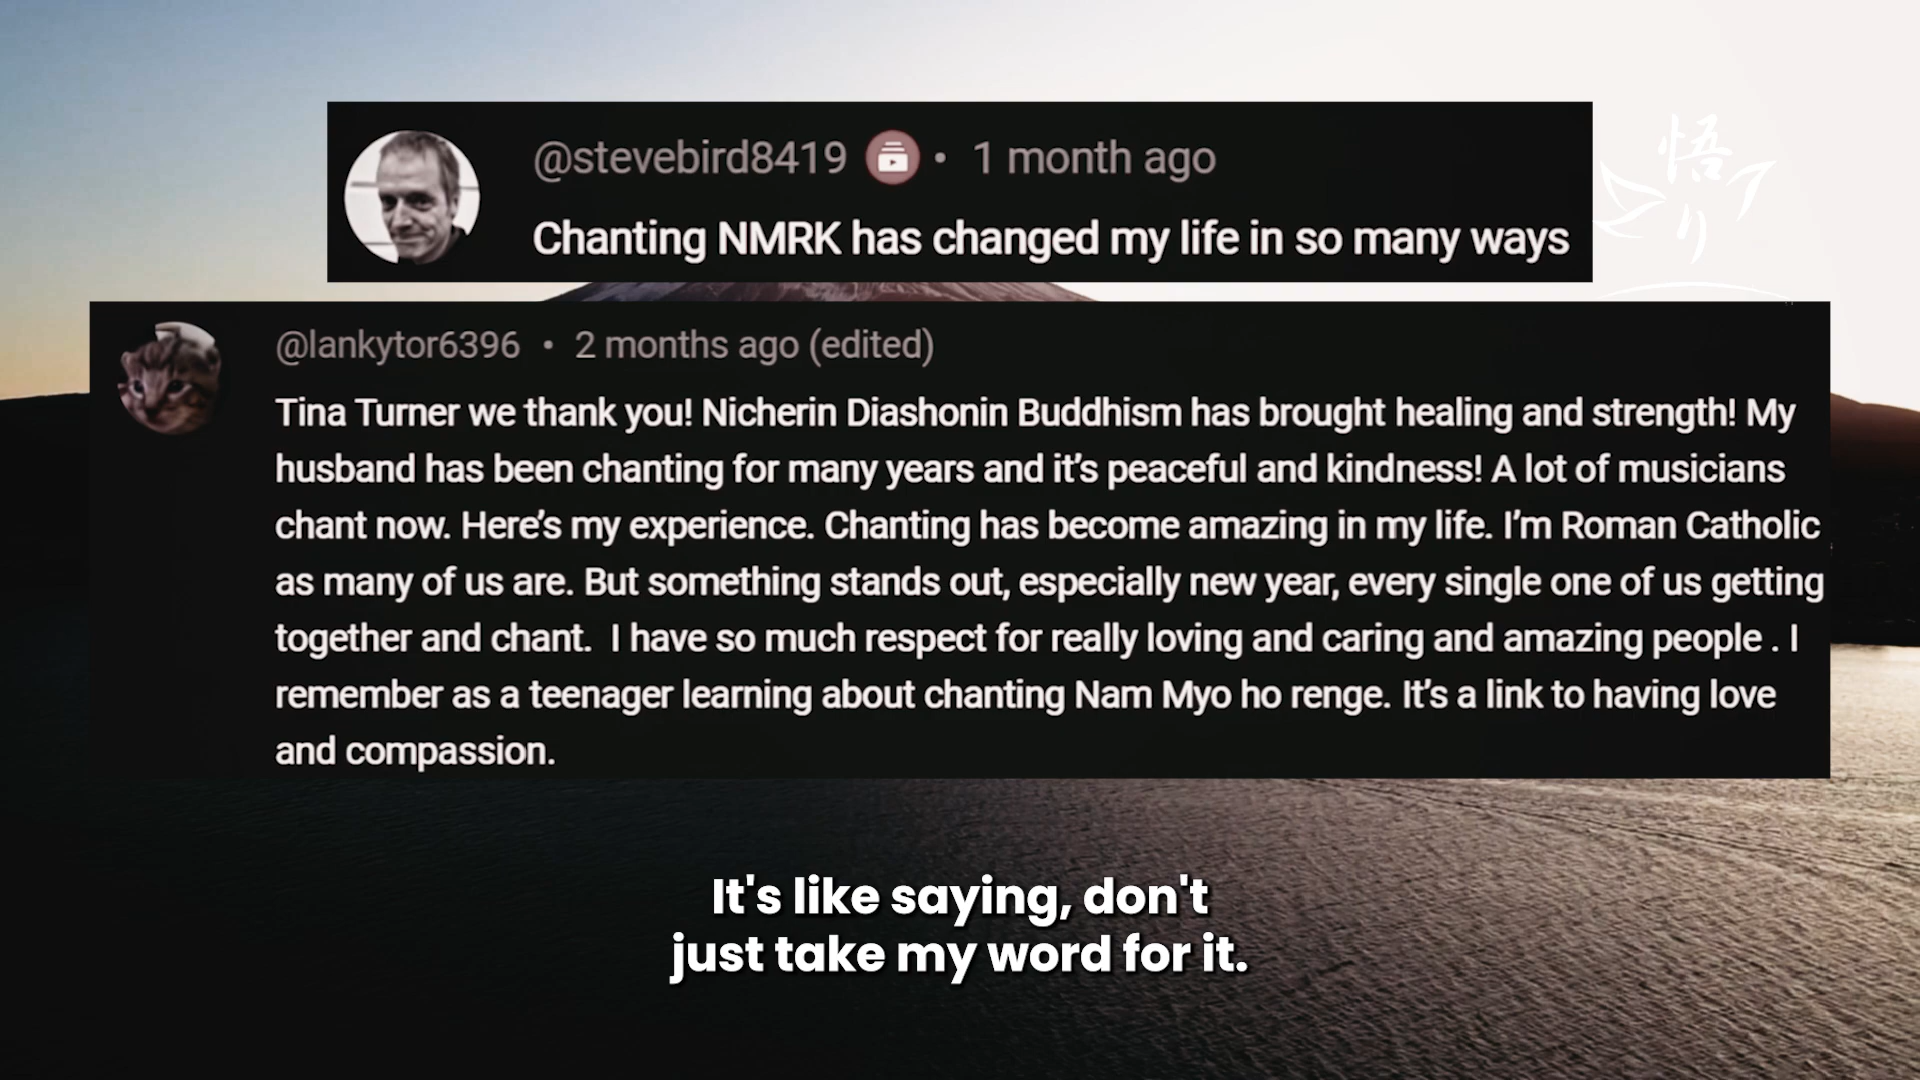 @stevebird8419 • 1 month ago
Chanting NMRK has changed my life in so many ways
悟り
@lankytor6396 • 2 months ago (edited)
Tina Turner we thank you! Nicherin Diashonin Buddhism has brought healing and strength! My
husband has been chanting for many years and it's peaceful and kindness! A lot of musicians
chant now. Here's my experience. Chanting has become amazing in my life. I'm Roman Catholic
as many of us are. But something stands out, especially new year, every single one of us getting
together and chant.  I have so much respect for really loving and caring and amazing people . I
remember as a teenager learning about chanting Nam Myo ho renge. It's a link to having love
and compassion.
It's like saying, don't
just take my word for it.